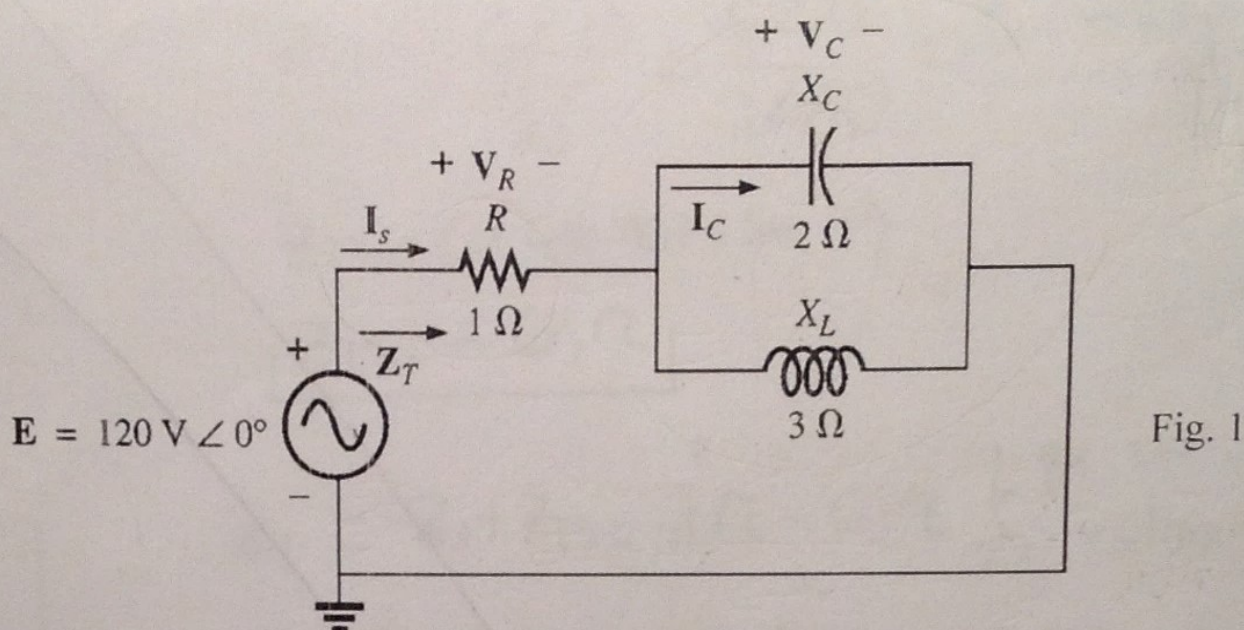 + V_C −
X_C
+ V_R −
I_s
R
I_C
2 Ω
1 Ω
X_L
+
Z_T
E = 120 V ∠ 0°
3 Ω
Fig. 1
−